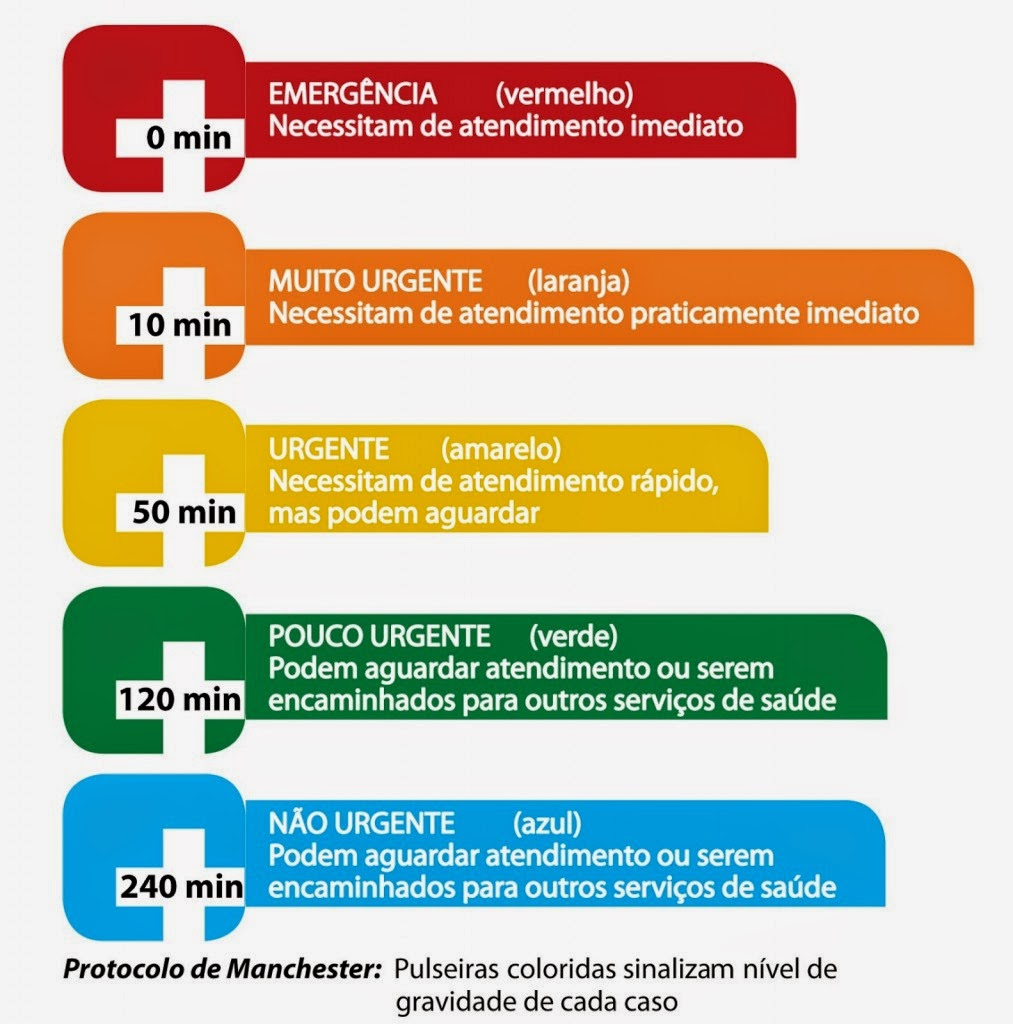 0 min
EMERGÊNCIA (vermelho)
Necessitam de atendimento imediato
10 min
MUITO URGENTE (laranja)
Necessitam de atendimento praticamente imediato
50 min
URGENTE (amarelo)
Necessitam de atendimento rápido,
mas podem aguardar
120 min
POUCO URGENTE (verde)
Podem aguardar atendimento ou serem
encaminhados para outros serviços de saúde
240 min
NÃO URGENTE (azul)
Podem aguardar atendimento ou serem
encaminhados para outros serviços de saúde
Protocolo de Manchester: Pulseiras coloridas sinalizam nível de
gravidade de cada caso